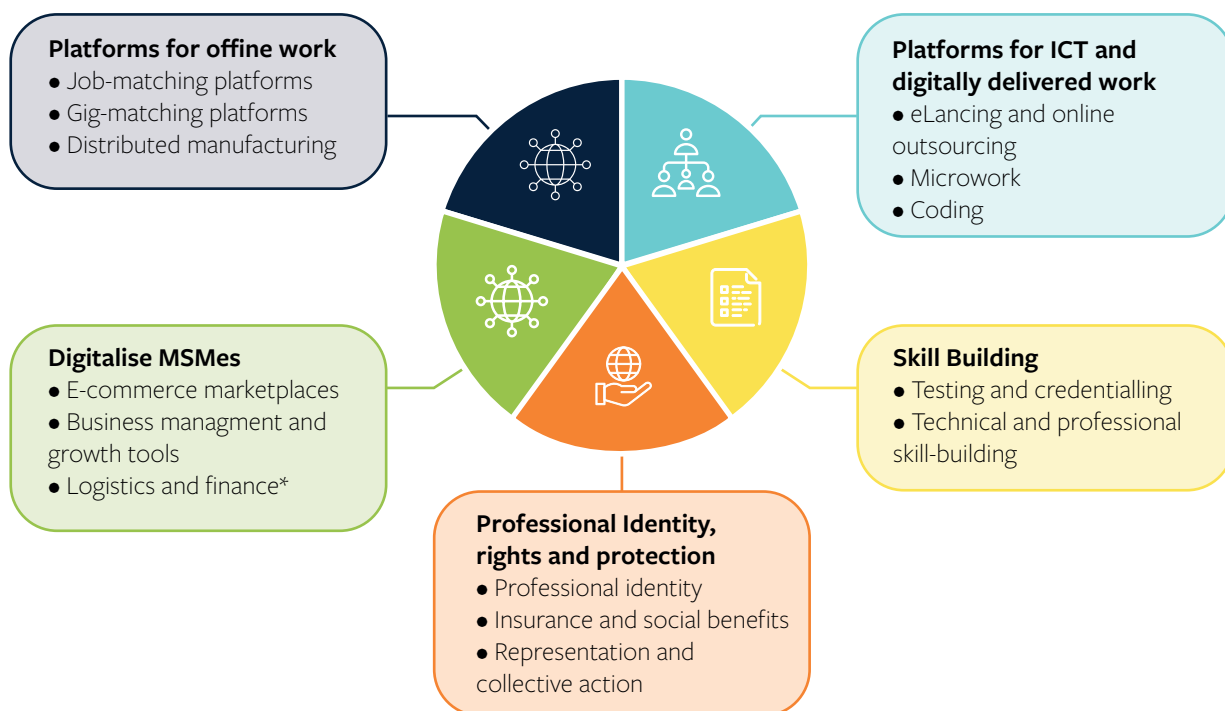 Platforms for offine work
● Job-matching platforms
● Gig-matching platforms
● Distributed manufacturing
Platforms for ICT and
digitally delivered work
● eLancing and online
outsourcing
● Microwork
● Coding
Digitalise MSMes
● E-commerce marketplaces
● Business managment and
growth tools
● Logistics and finance*
Skill Building
● Testing and credentialling
● Technical and professional
skill-building
Professional Identity,
rights and protection
● Professional identity
● Insurance and social benefits
● Representation and
collective action